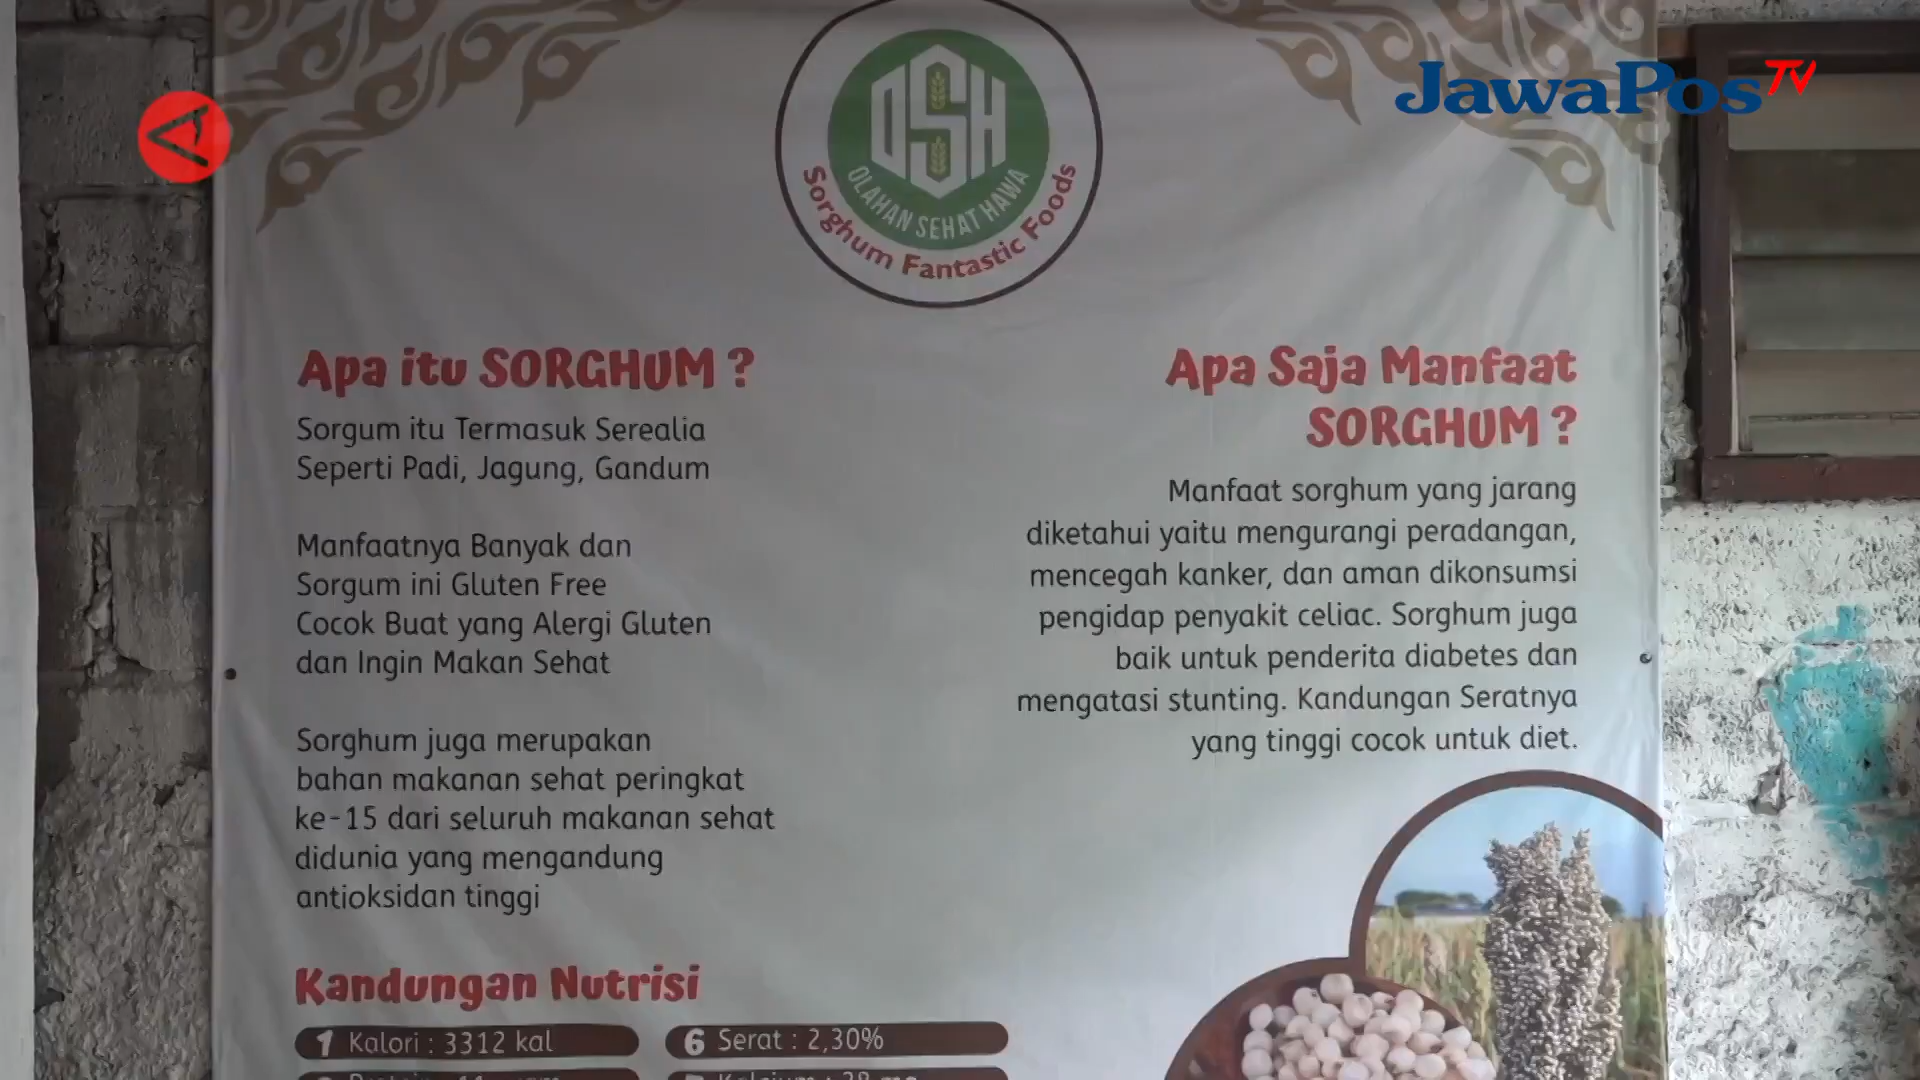 JawaPos TV
OSH
OLAHAN SEHAT HAWA
Sorghum Fantastic Foods
Apa itu SORGHUM ?
Sorgum itu Termasuk Serealia
Seperti Padi, Jagung, Gandum
Manfaatnya Banyak dan
Sorgum ini Gluten Free
Cocok Buat yang Alergi Gluten
dan Ingin Makan Sehat
Sorghum juga merupakan
bahan makanan sehat peringkat
ke-15 dari seluruh makanan sehat
didunia yang mengandung
antioksidan tinggi
Apa Saja Manfaat
SORGHUM ?
Manfaat sorghum yang jarang
diketahui yaitu mengurangi peradangan,
mencegah kanker, dan aman dikonsumsi
pengidap penyakit celiac. Sorghum juga
baik untuk penderita diabetes dan
mengatasi stunting. Kandungan Seratnya
yang tinggi cocok untuk diet.
Kandungan Nutrisi
1 Kalori : 3312 kal
6 Serat : 2,30%